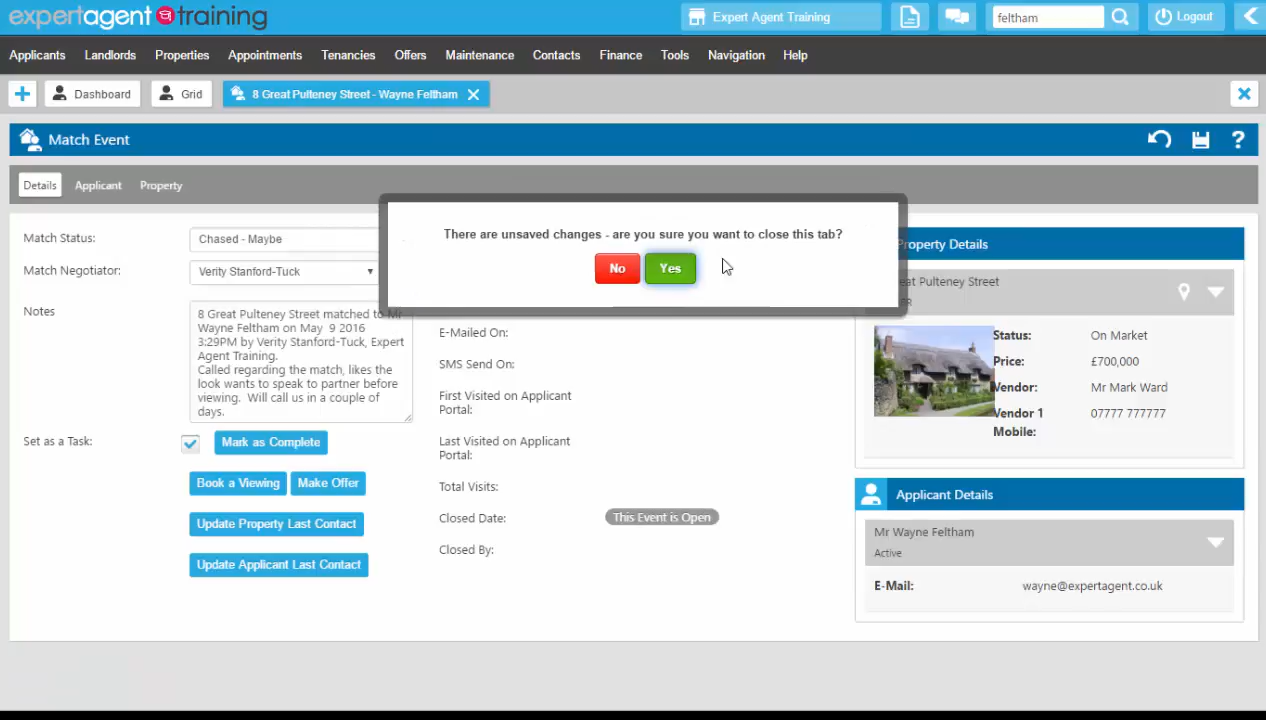 expertagent training
Expert Agent Training
feltham
Logout
Applicants Landlords Properties Appointments Tenancies Offers Maintenance Contacts Finance Tools Navigation Help
Dashboard
Grid
8 Great Pulteney Street - Wayne Feltham
Match Event
?
Details Applicant Property
There are unsaved changes - are you sure you want to close this tab?
No Yes
Match Status: Chased - Maybe
Match Negotiator: Verity Stanford-Tuck
Notes
8 Great Pulteney Street matched to Mr
Wayne Feltham on May 9 2016
3:29PM by Verity Stanford-Tuck, Expert
Agent Training.
Called regarding the match, likes the
look wants to speak to partner before
viewing. Will call us in a couple of
days.
Set as a Task: Mark as Complete
Book a Viewing Make Offer
Update Property Last Contact
Update Applicant Last Contact
E-Mailed On:
SMS Send On:
First Visited on Applicant
Portal:
Last Visited on Applicant
Portal:
Total Visits:
Closed Date: This Event is Open
Closed By:
Property Details
Pulteney Street
Status: On Market
Price: £700,000
Vendor: Mr Mark Ward
Vendor 1 07777 777777
Mobile:
Applicant Details
Mr Wayne Feltham
Active
E-Mail: wayne@expertagent.co.uk